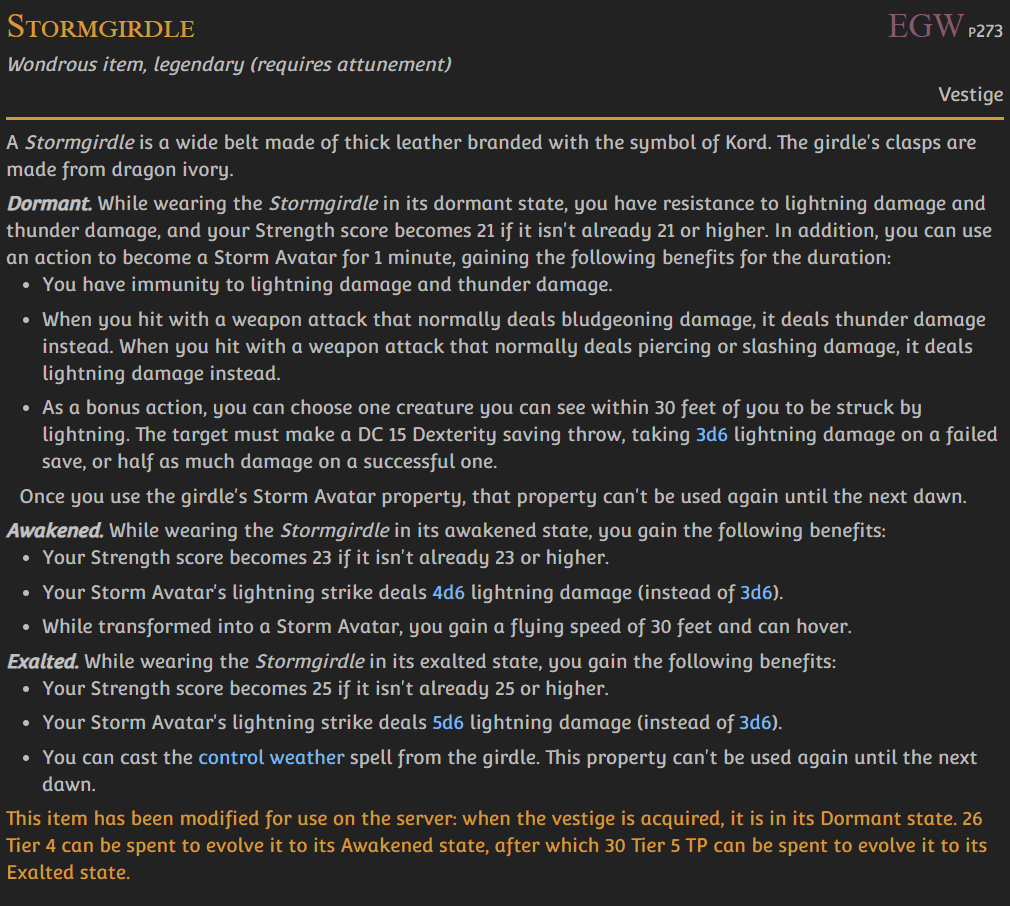 STORMGIRDLE
EGW P273
Wondrous item, legendary (requires attunement)
Vestige
A Stormgirdle is a wide belt made of thick leather branded with the symbol of Kord. The girdle's clasps are
made from dragon ivory.
Dormant. While wearing the Stormgirdle in its dormant state, you have resistance to lightning damage and
thunder damage, and your Strength score becomes 21 if it isn't already 21 or higher. In addition, you can use
an action to become a Storm Avatar for 1 minute, gaining the following benefits for the duration:
• You have immunity to lightning damage and thunder damage.
• When you hit with a weapon attack that normally deals bludgeoning damage, it deals thunder damage
instead. When you hit with a weapon attack that normally deals piercing or slashing damage, it deals
lightning damage instead.
• As a bonus action, you can choose one creature you can see within 30 feet of you to be struck by
lightning. The target must make a DC 15 Dexterity saving throw, taking 3d6 lightning damage on a failed
save, or half as much damage on a successful one.
Once you use the girdle's Storm Avatar property, that property can't be used again until the next dawn.
Awakened. While wearing the Stormgirdle in its awakened state, you gain the following benefits:
• Your Strength score becomes 23 if it isn't already 23 or higher.
• Your Storm Avatar's lightning strike deals 4d6 lightning damage (instead of 3d6).
• While transformed into a Storm Avatar, you gain a flying speed of 30 feet and can hover.
Exalted. While wearing the Stormgirdle in its exalted state, you gain the following benefits:
• Your Strength score becomes 25 if it isn't already 25 or higher.
• Your Storm Avatar's lightning strike deals 5d6 lightning damage (instead of 3d6).
• You can cast the control weather spell from the girdle. This property can't be used again until the next
dawn.
This item has been modified for use on the server: when the vestige is acquired, it is in its Dormant state. 26
Tier 4 can be spent to evolve it to its Awakened state, after which 30 Tier 5 TP can be spent to evolve it to its
Exalted state.